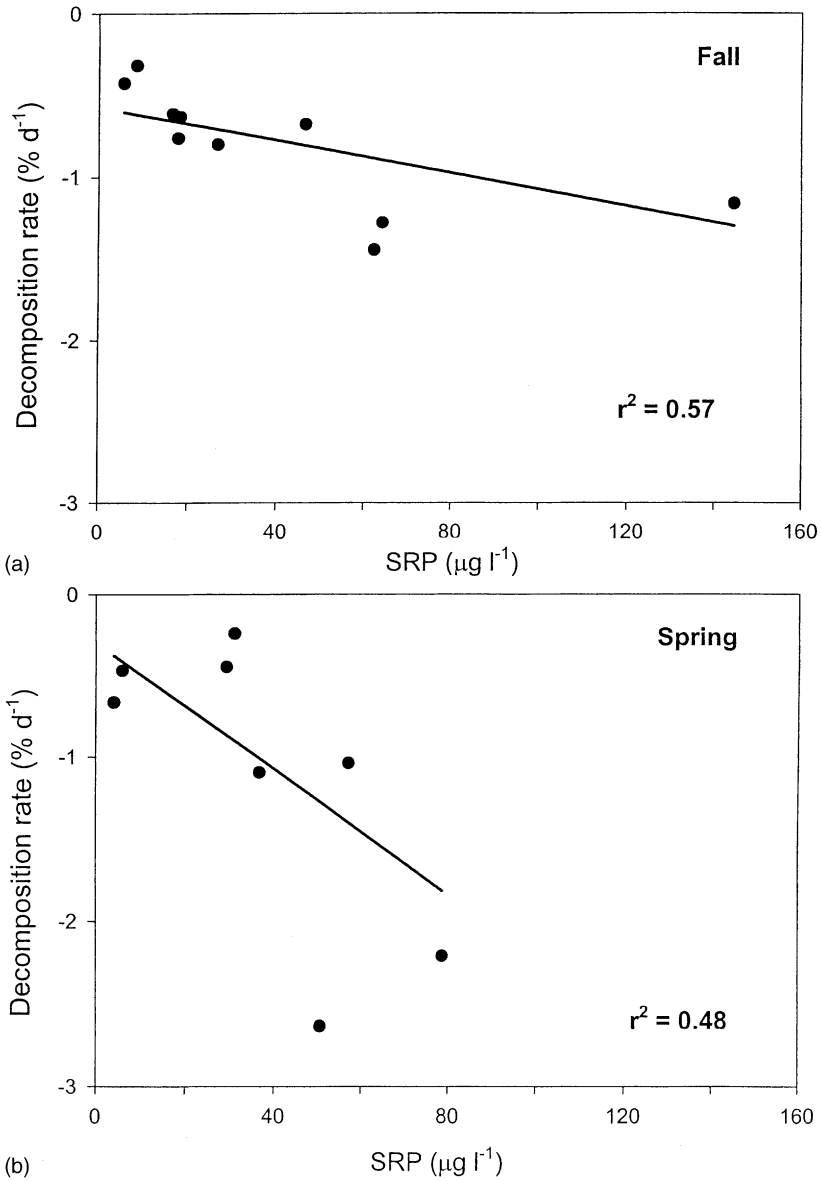 0
Fall
-1
Decomposition rate (% d⁻¹)
-2
r² = 0.57
-3
0 40 80 120 160
(a)
SRP (μg l⁻¹)
0
Spring
-1
Decomposition rate (% d⁻¹)
-2
r² = 0.48
-3
0 40 80 120 160
(b)
SRP (μg l⁻¹)